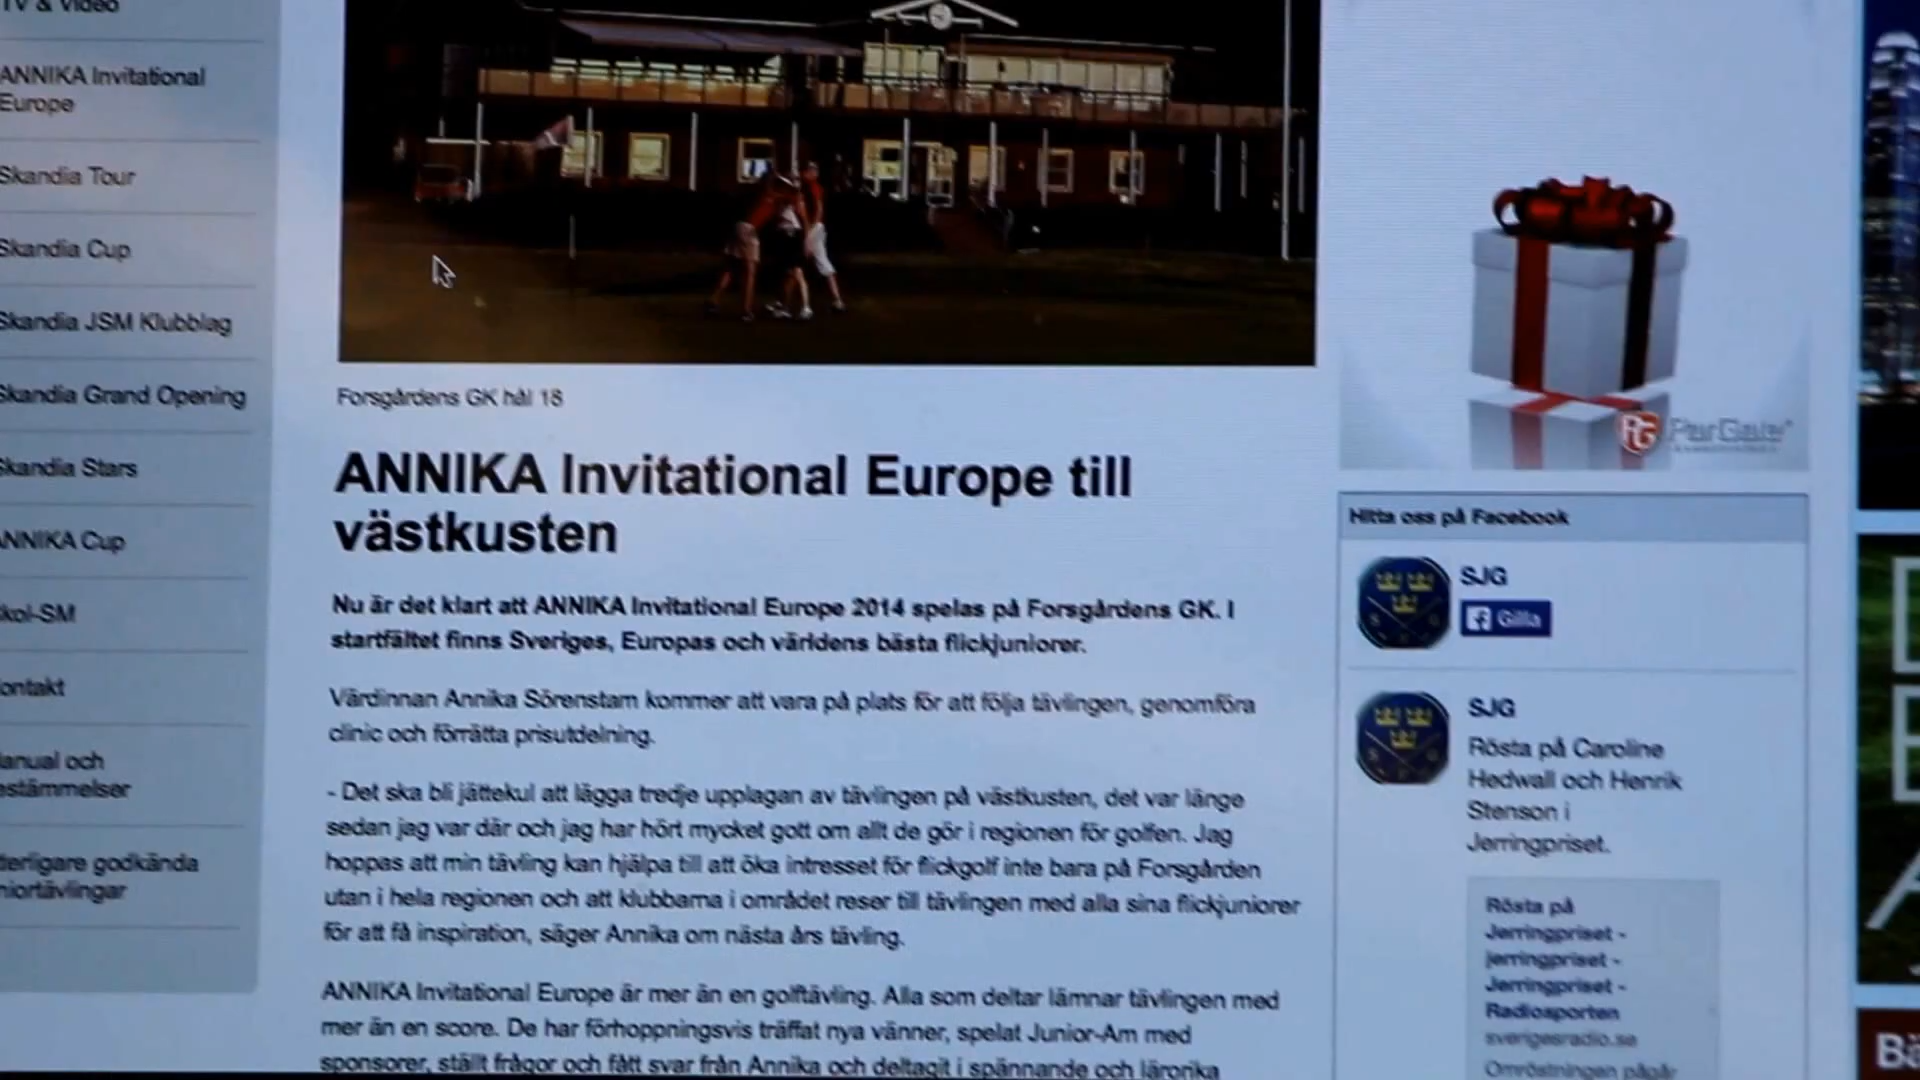 TV & Video
ANNIKA Invitational
Europe
Skandia Tour
Skandia Cup
Skandia JSM Klubblag
Skandia Grand Opening
Skandia Stars
ANNIKA Cup
kol-SM
ontakt
anual och
estämmelser
terligare godkända
niortävlingar
Forsgårdens GK hål 18
ANNIKA Invitational Europe till
västkusten
Nu är det klart att ANNIKA Invitational Europe 2014 spelas på Forsgårdens GK. I
startfältet finns Sveriges, Europas och världens bästa flickjuniorer.
Värdinnan Annika Sörenstam kommer att vara på plats för att följa tävlingen, genomföra
clinic och förrätta prisutdelning.
- Det ska bli jättekul att lägga tredje upplagan av tävlingen på västkusten, det var länge
sedan jag var där och jag har hört mycket gott om allt de gör i regionen för golfen. Jag
hoppas att min tävling kan hjälpa till att öka intresset för flickgolf inte bara på Forsgården
utan i hela regionen och att klubbarna i området reser till tävlingen med alla sina flickjuniorer
för att få inspiration, säger Annika om nästa års tävling.
ANNIKA Invitational Europe är mer än en golftävling. Alla som deltar lämnar tävlingen med
mer än en score. De har förhoppningsvis träffat nya vänner, spelat Junior-Am med
sponsorer, ställt frågor och fått svar från Annika och deltagit i spännande och lärorika
PG ParGate
Hitta oss på Facebook
SJG
Gilla
SJG
Rösta på Caroline
Hedwall och Henrik
Stenson i
Jerringpriset.
Rösta på
Jerringpriset -
jerringpriset -
Jerringpriset -
Radiosporten
sverigesradio.se
Omröstningen pågår